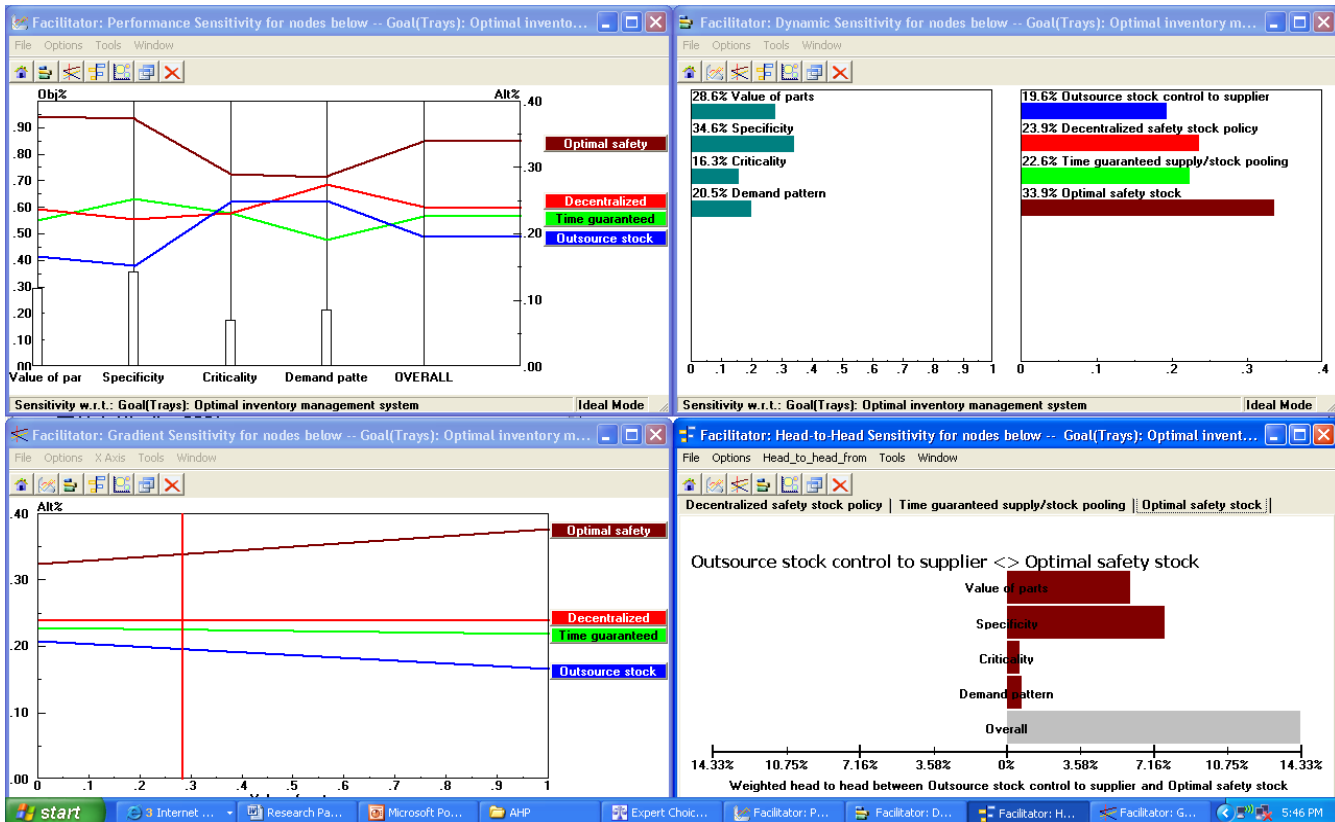 Facilitator: Performance Sensitivity for nodes below -- Goal(Trays): Optimal invento...
File Options Tools Window
Obj% Alt%
.90
.80
.70
.60
.50
.40
.30
.20
.10
.00
.40
.30
.20
.10
.00
Optimal safety
Decentralized
Time guaranteed
Outsource stock
Value of par Specificity Criticality Demand patte OVERALL
Sensitivity w.r.t.: Goal(Trays): Optimal inventory management system Ideal Mode
Facilitator: Dynamic Sensitivity for nodes below -- Goal(Trays): Optimal inventory m...
File Options Tools Window
28.6% Value of parts
34.6% Specificity
16.3% Criticality
20.5% Demand pattern
0 .1 .2 .3 .4 .5 .6 .7 .8 .9 1
19.6% Outsource stock control to supplier
23.9% Decentralized safety stock policy
22.6% Time guaranteed supply/stock pooling
33.9% Optimal safety stock
0 .1 .2 .3 .4
Sensitivity w.r.t.: Goal(Trays): Optimal inventory management system Ideal Mode
Facilitator: Gradient Sensitivity for nodes below -- Goal(Trays): Optimal inventory m...
File Options X Axis Tools Window
Alt%
.40
.30
.20
.10
.00
Optimal safety
Decentralized
Time guaranteed
Outsource stock
0 .1 .2 .3 .4 .5 .6 .7 .8 .9 1
Facilitator: Head-to-Head Sensitivity for nodes below -- Goal(Trays): Optimal invent...
File Options Head_to_head_from Tools Window
Decentralized safety stock policy Time guaranteed supply/stock pooling Optimal safety stock
Outsource stock control to supplier <> Optimal safety stock
Value of parts
Specificity
Criticality
Demand pattern
Overall
14.33% 10.75% 7.16% 3.58% 0% 3.58% 7.16% 10.75% 14.33%
Weighted head to head between Outsource stock control to supplier and Optimal safety stock
start 3 Internet ... Research Pa... Microsoft Po... AHP Expert Choic... Facilitator: P... Facilitator: D... Facilitator: H... Facilitator: G... 5:46 PM